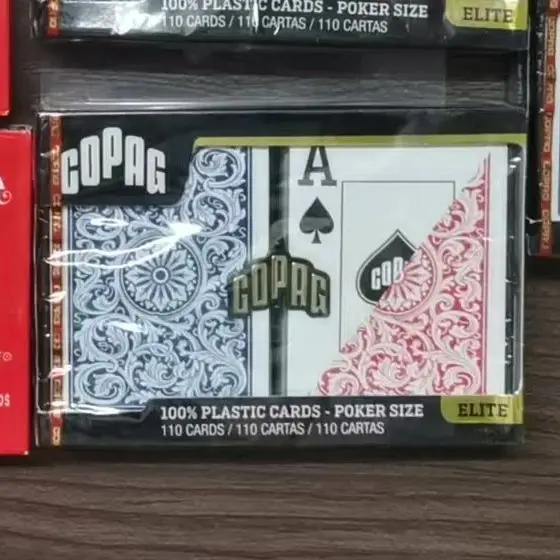 100% PLASTIC CARDS - POKER SIZE
110 CARDS / 110 CARTAS / 110 CARTAS
ELITE
COPAG
A
COPAG
100% PLASTIC CARDS - POKER SIZE
110 CARDS / 110 CARTAS / 110 CARTAS
ELITE